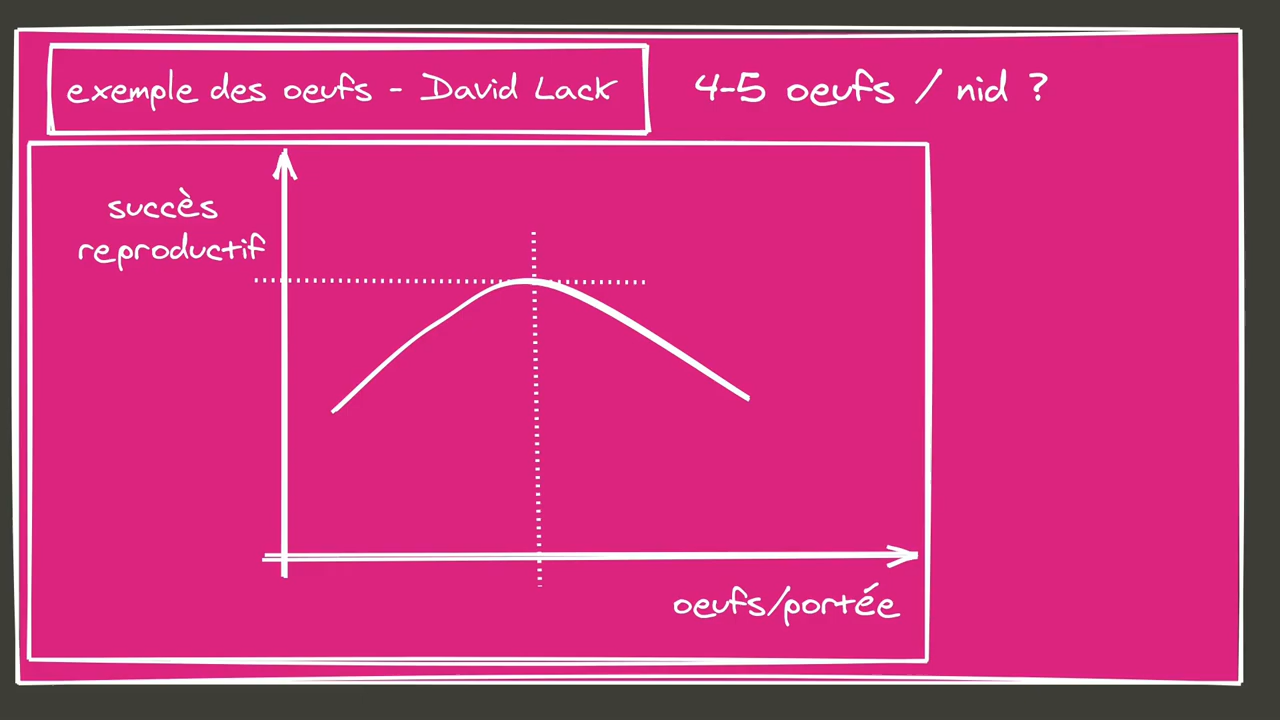 exemple des oeufs - David Lack
4-5 oeufs / nid ?
succès
reproductif
oeufs/portée